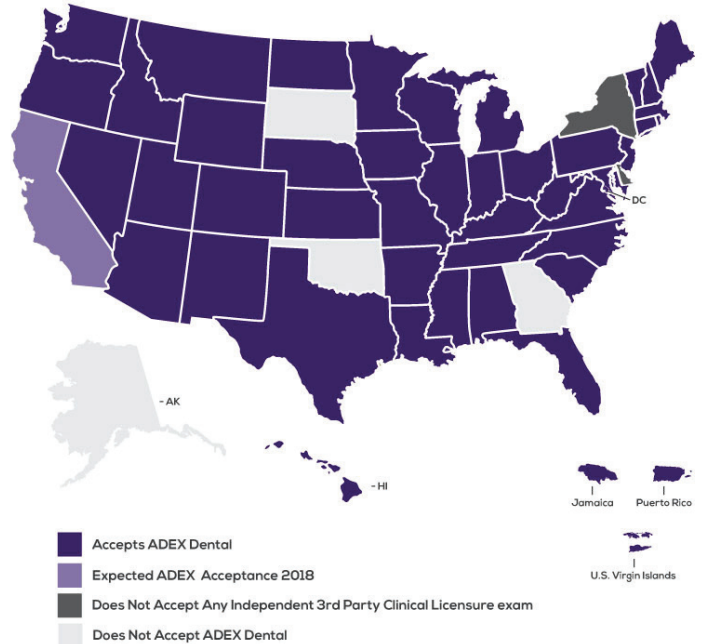 DC
- AK
- HI
Jamaica
Puerto Rico
U.S. Virgin Islands
Accepts ADEX Dental
Expected ADEX Acceptance 2018
Does Not Accept Any Independent 3rd Party Clinical Licensure exam
Does Not Accept ADEX Dental